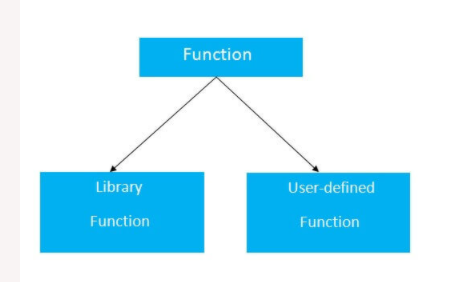 Function
Library
Function
User-defined
Function